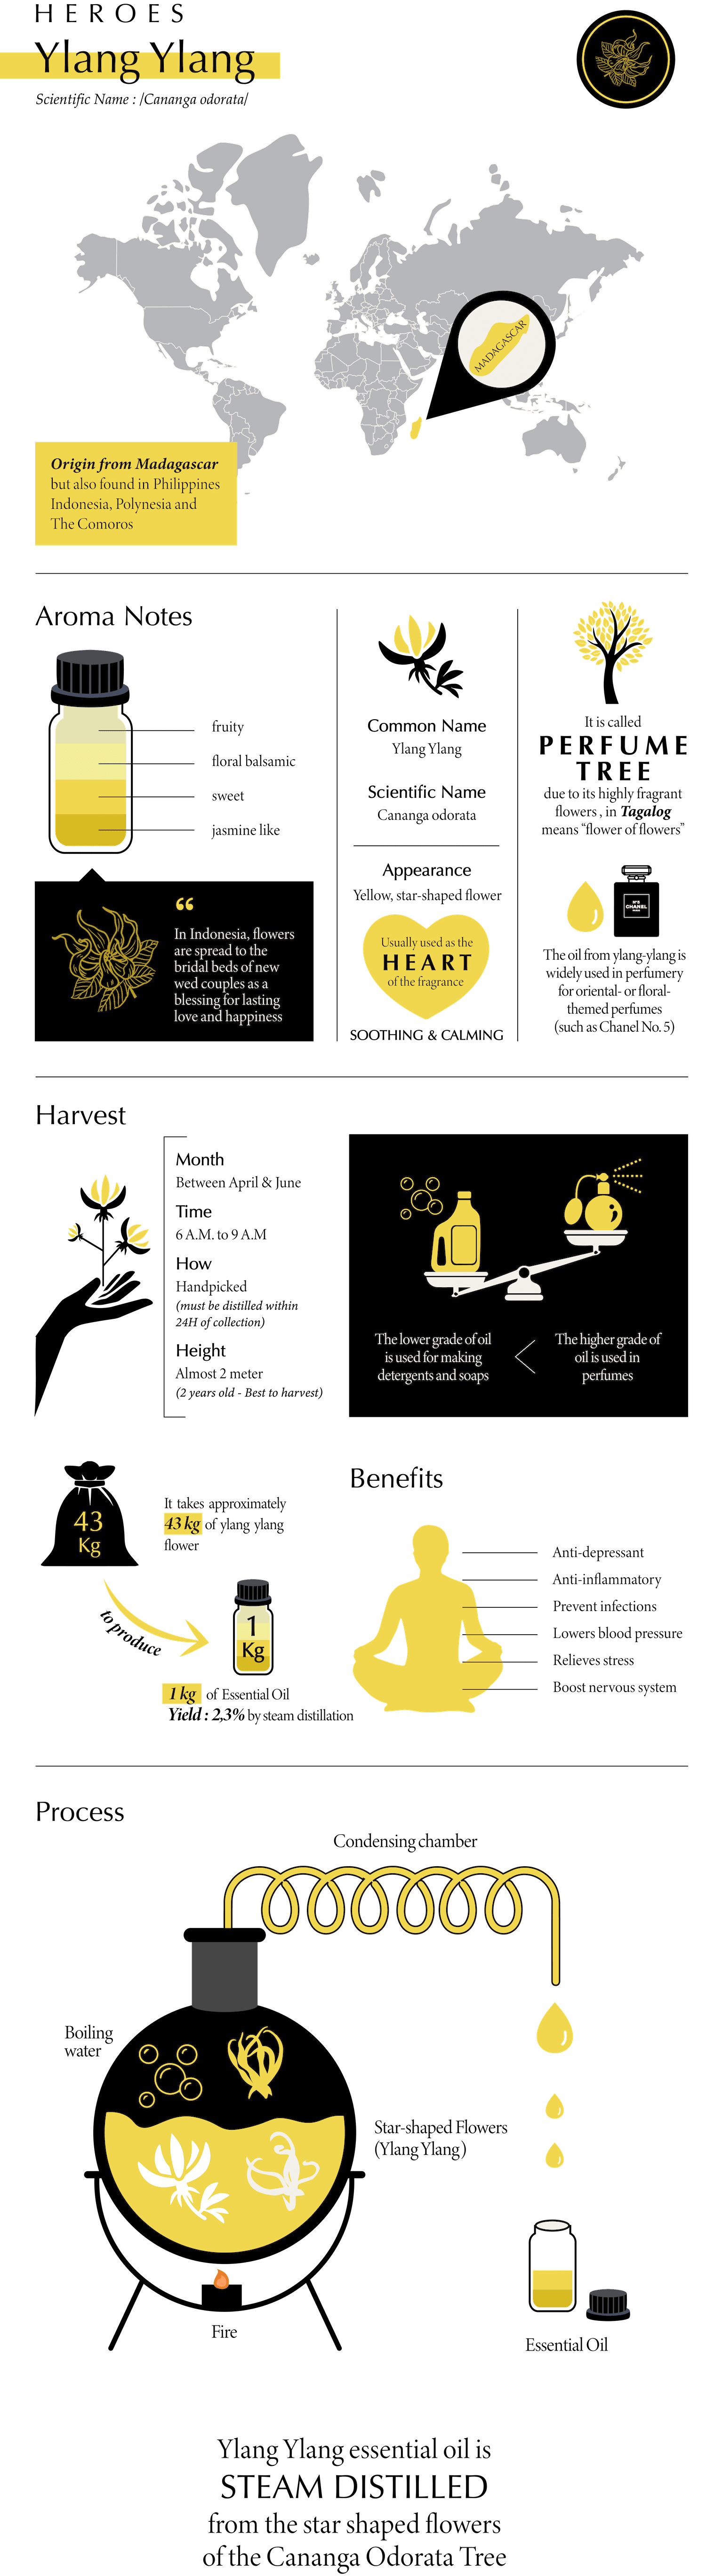 HEROES
Ylang Ylang
Scientific Name : /Cananga odorata/
MADAGASCAR
Origin from Madagascar
but also found in Philippines
Indonesia, Polynesia and
The Comoros
Aroma Notes
fruity
floral balsamic
sweet
jasmine like
“
In Indonesia, flowers
are spread to the
bridal beds of new
wed couples as a
blessing for lasting
love and happiness
Common Name
Ylang Ylang
Scientific Name
Cananga odorata
Appearance
Yellow, star-shaped flower
Usually used as the
HEART
of the fragrance
SOOTHING & CALMING
It is called
PERFUME
TREE
due to its highly fragrant
flowers , in Tagalog
means “flower of flowers”
N°5
CHANEL
PARIS
The oil from ylang-ylang is
widely used in perfumery
for oriental- or floral-
themed perfumes
(such as Chanel No. 5)
Harvest
Month
Between April & June
Time
6 A.M. to 9 A.M
How
Handpicked
(must be distilled within
24H of collection)
Height
Almost 2 meter
(2 years old - Best to harvest)
The lower grade of oil
is used for making
detergents and soaps
The higher grade of
oil is used in
perfumes
43
Kg
It takes approximately
43 kg of ylang ylang
flower
to produce
1
Kg
1 kg of Essential Oil
Yield : 2,3% by steam distillation
Benefits
Anti-depressant
Anti-inflammatory
Prevent infections
Lowers blood pressure
Relieves stress
Boost nervous system
Process
Condensing chamber
Boiling
water
Star-shaped Flowers
(Ylang Ylang)
Fire
Essential Oil
Ylang Ylang essential oil is
STEAM DISTILLED
from the star shaped flowers
of the Cananga Odorata Tree